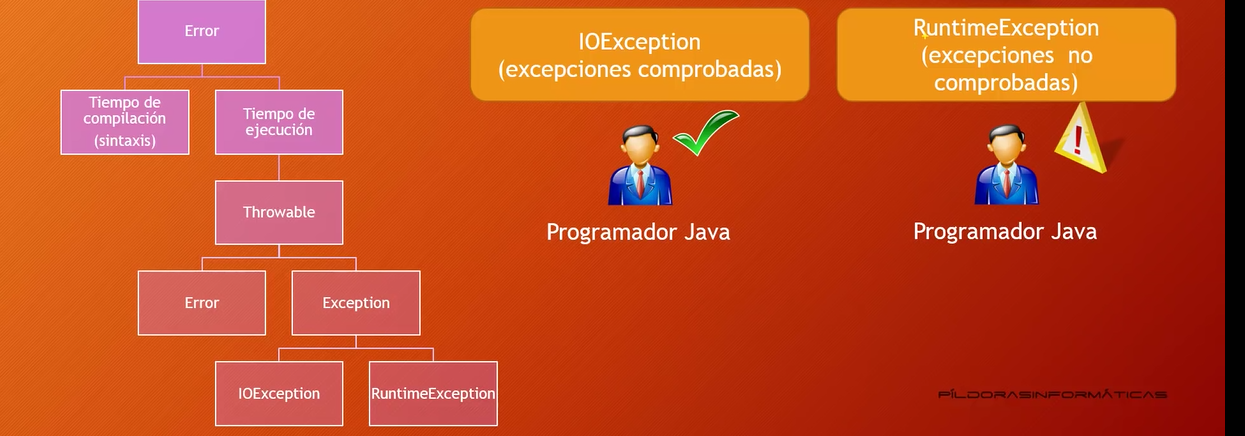 Error
Tiempo de
compilación
(sintaxis)
Tiempo de
ejecución
Throwable
Error
Exception
IOException
RuntimeException
IOException
(excepciones comprobadas)
Programador Java
RuntimeException
(excepciones no
comprobadas)
Programador Java
PÍLDORASINFORMÁTICAS